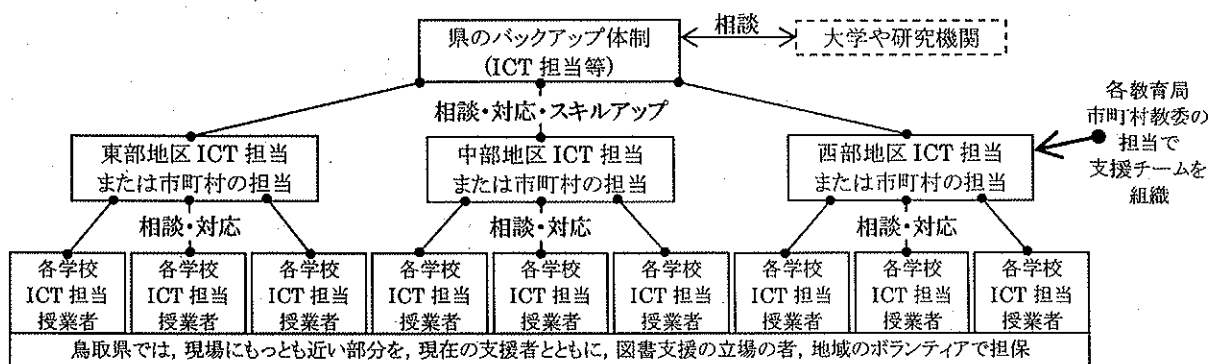 相談
県のバックアップ体制
(ICT 担当等)
大学や研究機関
相談・対応・スキルアップ
各教育局
市町村教委の
担当で
支援チームを
組織
東部地区 ICT 担当
または市町村の担当
中部地区 ICT 担当
または市町村の担当
西部地区 ICT 担当
または市町村の担当
相談・対応
相談・対応
相談・対応
各学校
ICT 担当
授業者
各学校
ICT 担当
授業者
各学校
ICT 担当
授業者
各学校
ICT 担当
授業者
各学校
ICT 担当
授業者
各学校
ICT 担当
授業者
各学校
ICT 担当
授業者
各学校
ICT 担当
授業者
各学校
ICT 担当
授業者
鳥取県では, 現場にもっとも近い部分を, 現在の支援者とともに, 図書支援の立場の者, 地域のボランティアで担保